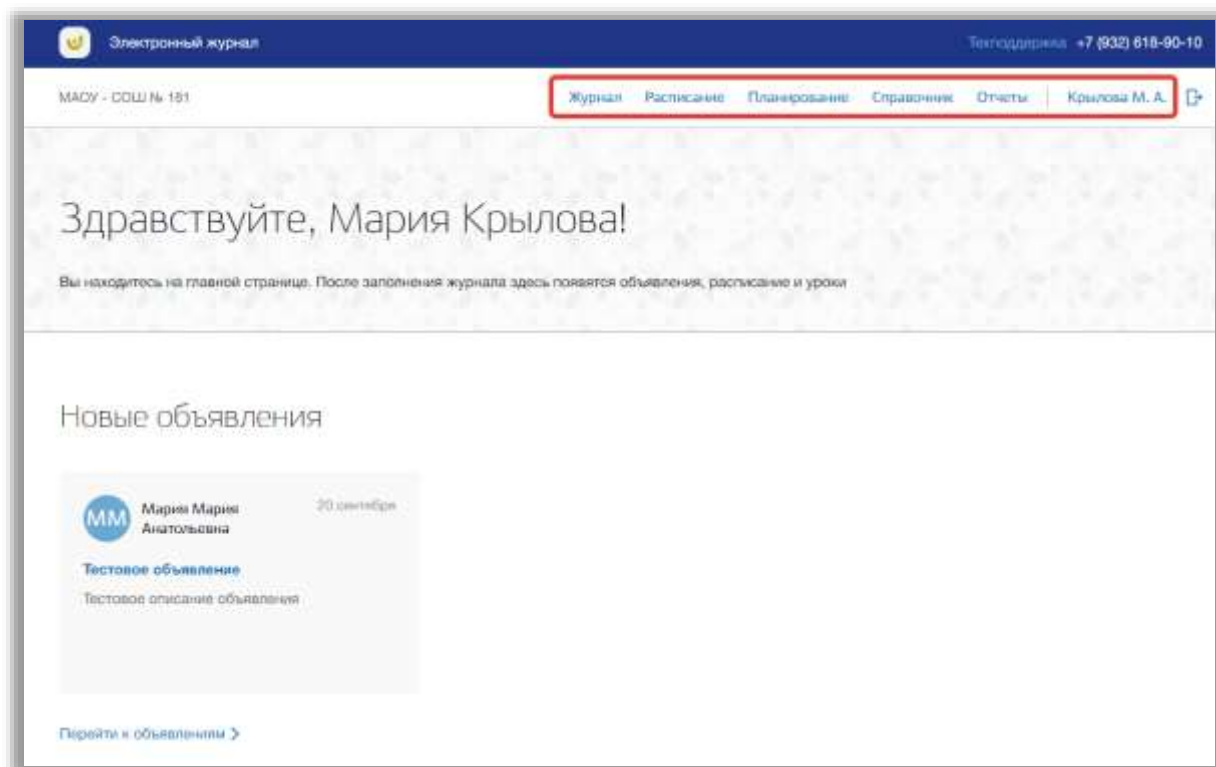 Электронный журнал
Техподдержка +7 (932) 618-90-10
МАОУ - СОШ № 181
Журнал Расписание Планирование Справочник Отчеты Крылова М. А.
Здравствуйте, Мария Крылова!
Вы находитесь на главной странице. После заполнения журнала здесь появятся объявления, расписание и уроки
Новые объявления
ММ
Мария Мария 20 сентября
Анатольевна
Тестовое объявление
Тестовое описание объявления
Перейти к объявлениям